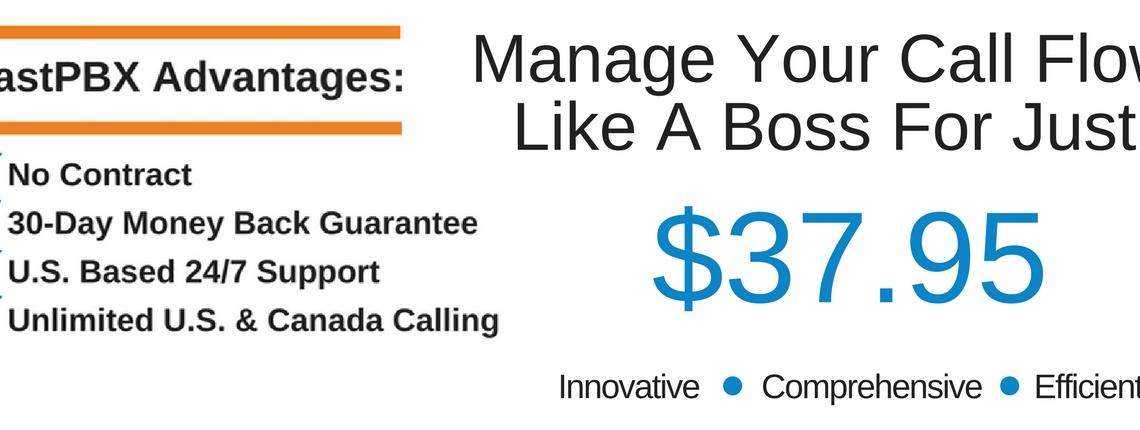 astPBX Advantages:
No Contract
30-Day Money Back Guarantee
U.S. Based 24/7 Support
Unlimited U.S. & Canada Calling
Manage Your Call Flow
Like A Boss For Just
$37.95
Innovative • Comprehensive • Efficient